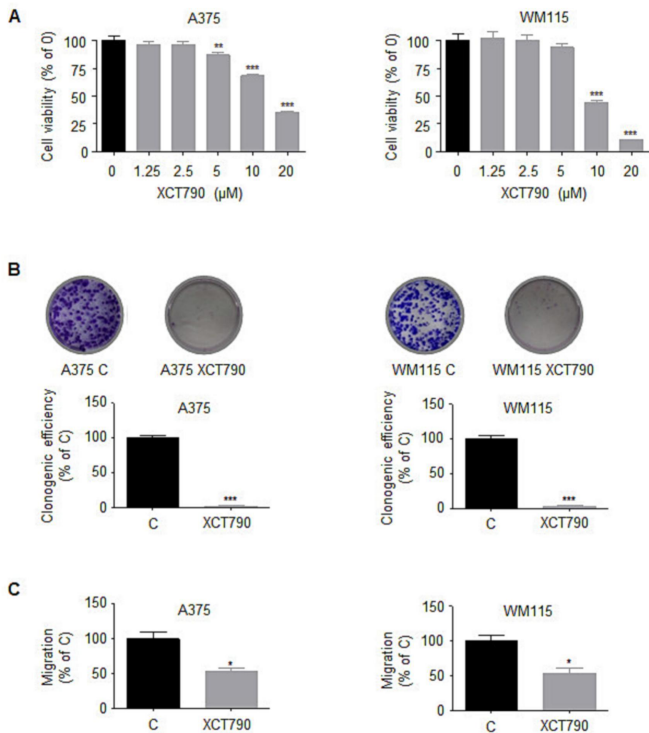 A
A375
Cell viability (% of 0)
100
75
50
25
0
**
***
***
0 1.25 2.5 5 10 20
XCT790 (µM)
WM115
Cell viability (% of 0)
100
75
50
25
0
***
***
0 1.25 2.5 5 10 20
XCT790 (µM)
B
A375 C A375 XCT790
WM115 C WM115 XCT790
A375
Clonogenic efficiency
(% of C)
150
100
50
0
***
C XCT790
WM115
Clonogenic efficiency
(% of C)
150
100
50
0
***
C XCT790
C
A375
Migration
(% of C)
150
100
50
0
*
C XCT790
WM115
Migration
(% of C)
150
100
50
0
*
C XCT790